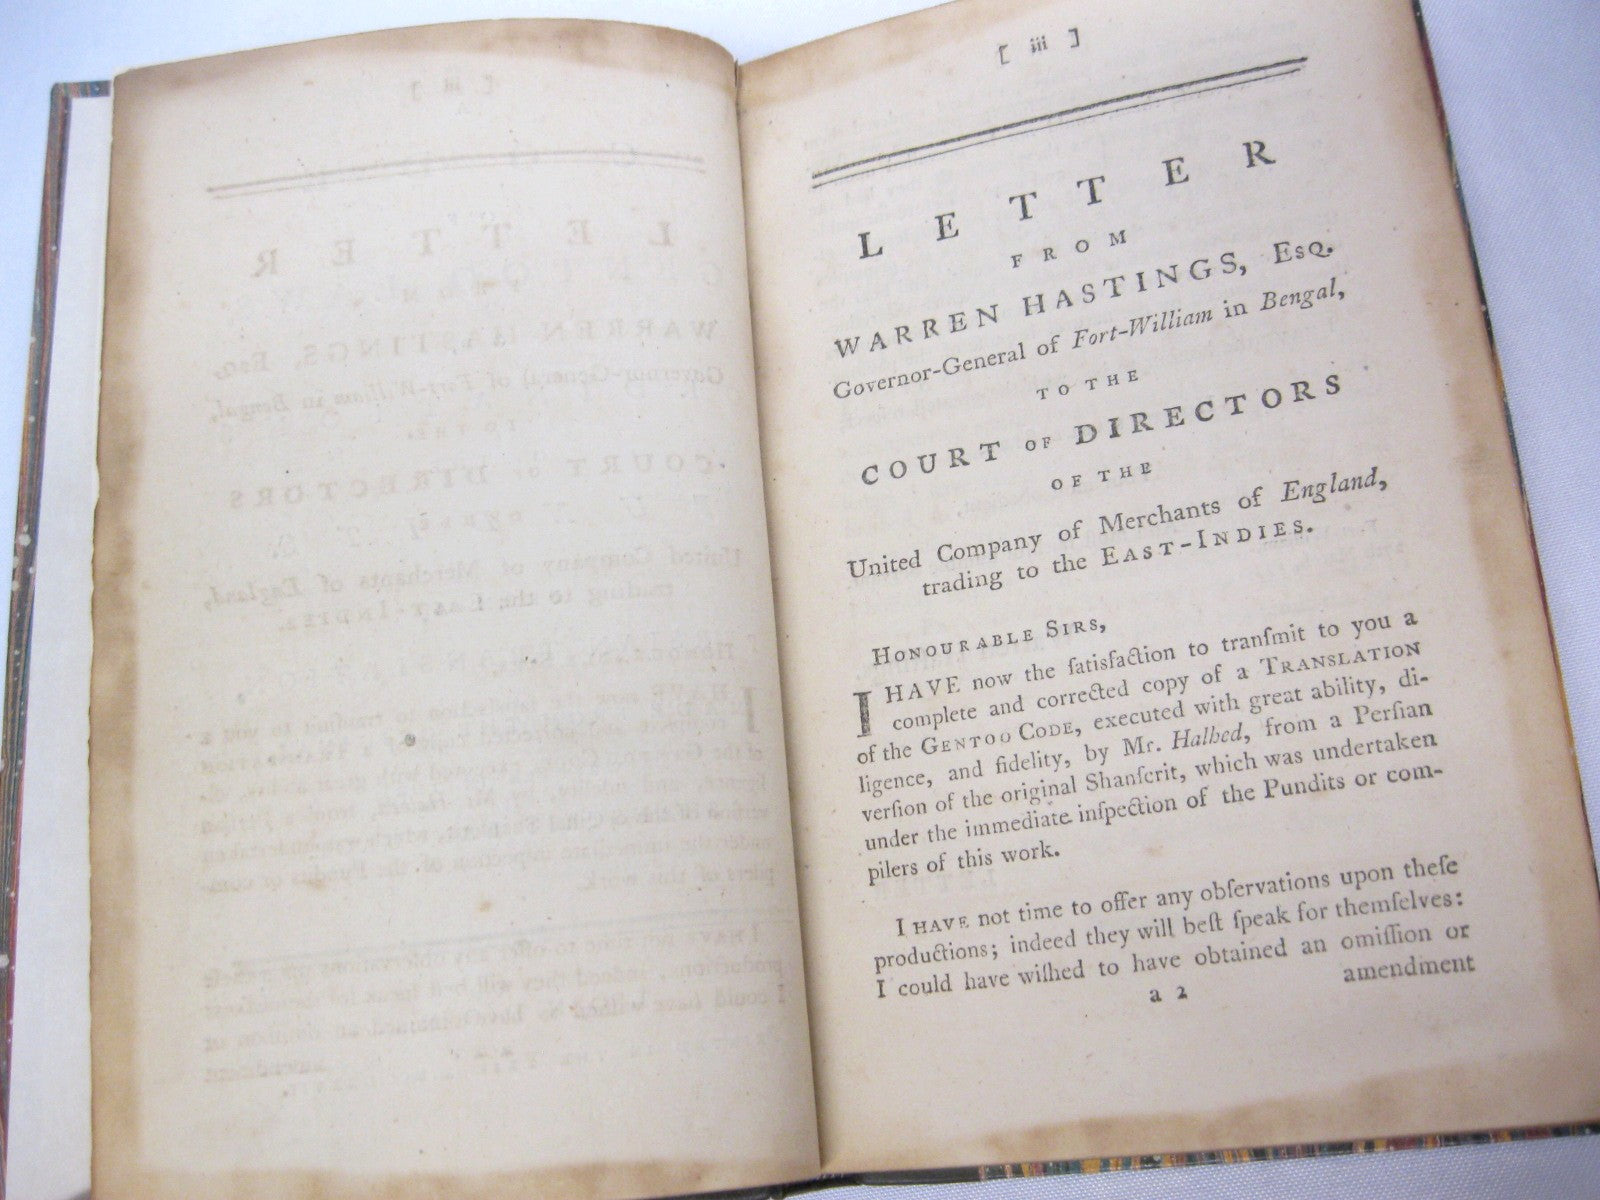 [ iii ]
LETTER
FROM
WARREN HASTINGS, ESQ.
Governor-General of Fort-William in Bengal,
TO THE
COURT OF DIRECTORS
OF THE
United Company of Merchants of England,
trading to the EAST-INDIES.
HONOURABLE SIRS,
I HAVE now the ſatisfaction to tranſmit to you a
complete and corrected copy of a TRANSLATION
of the GENTOO CODE, executed with great ability, di-
ligence, and fidelity, by Mr. Halhed, from a Perſian
verſion of the original Shanſcrit, which was undertaken
under the immediate inſpection of the Pundits or com-
pilers of this work.
I HAVE not time to offer any obſervations upon theſe
productions; indeed they will beſt ſpeak for themſelves:
I could have wiſhed to have obtained an omiſſion or
a 2 amendment